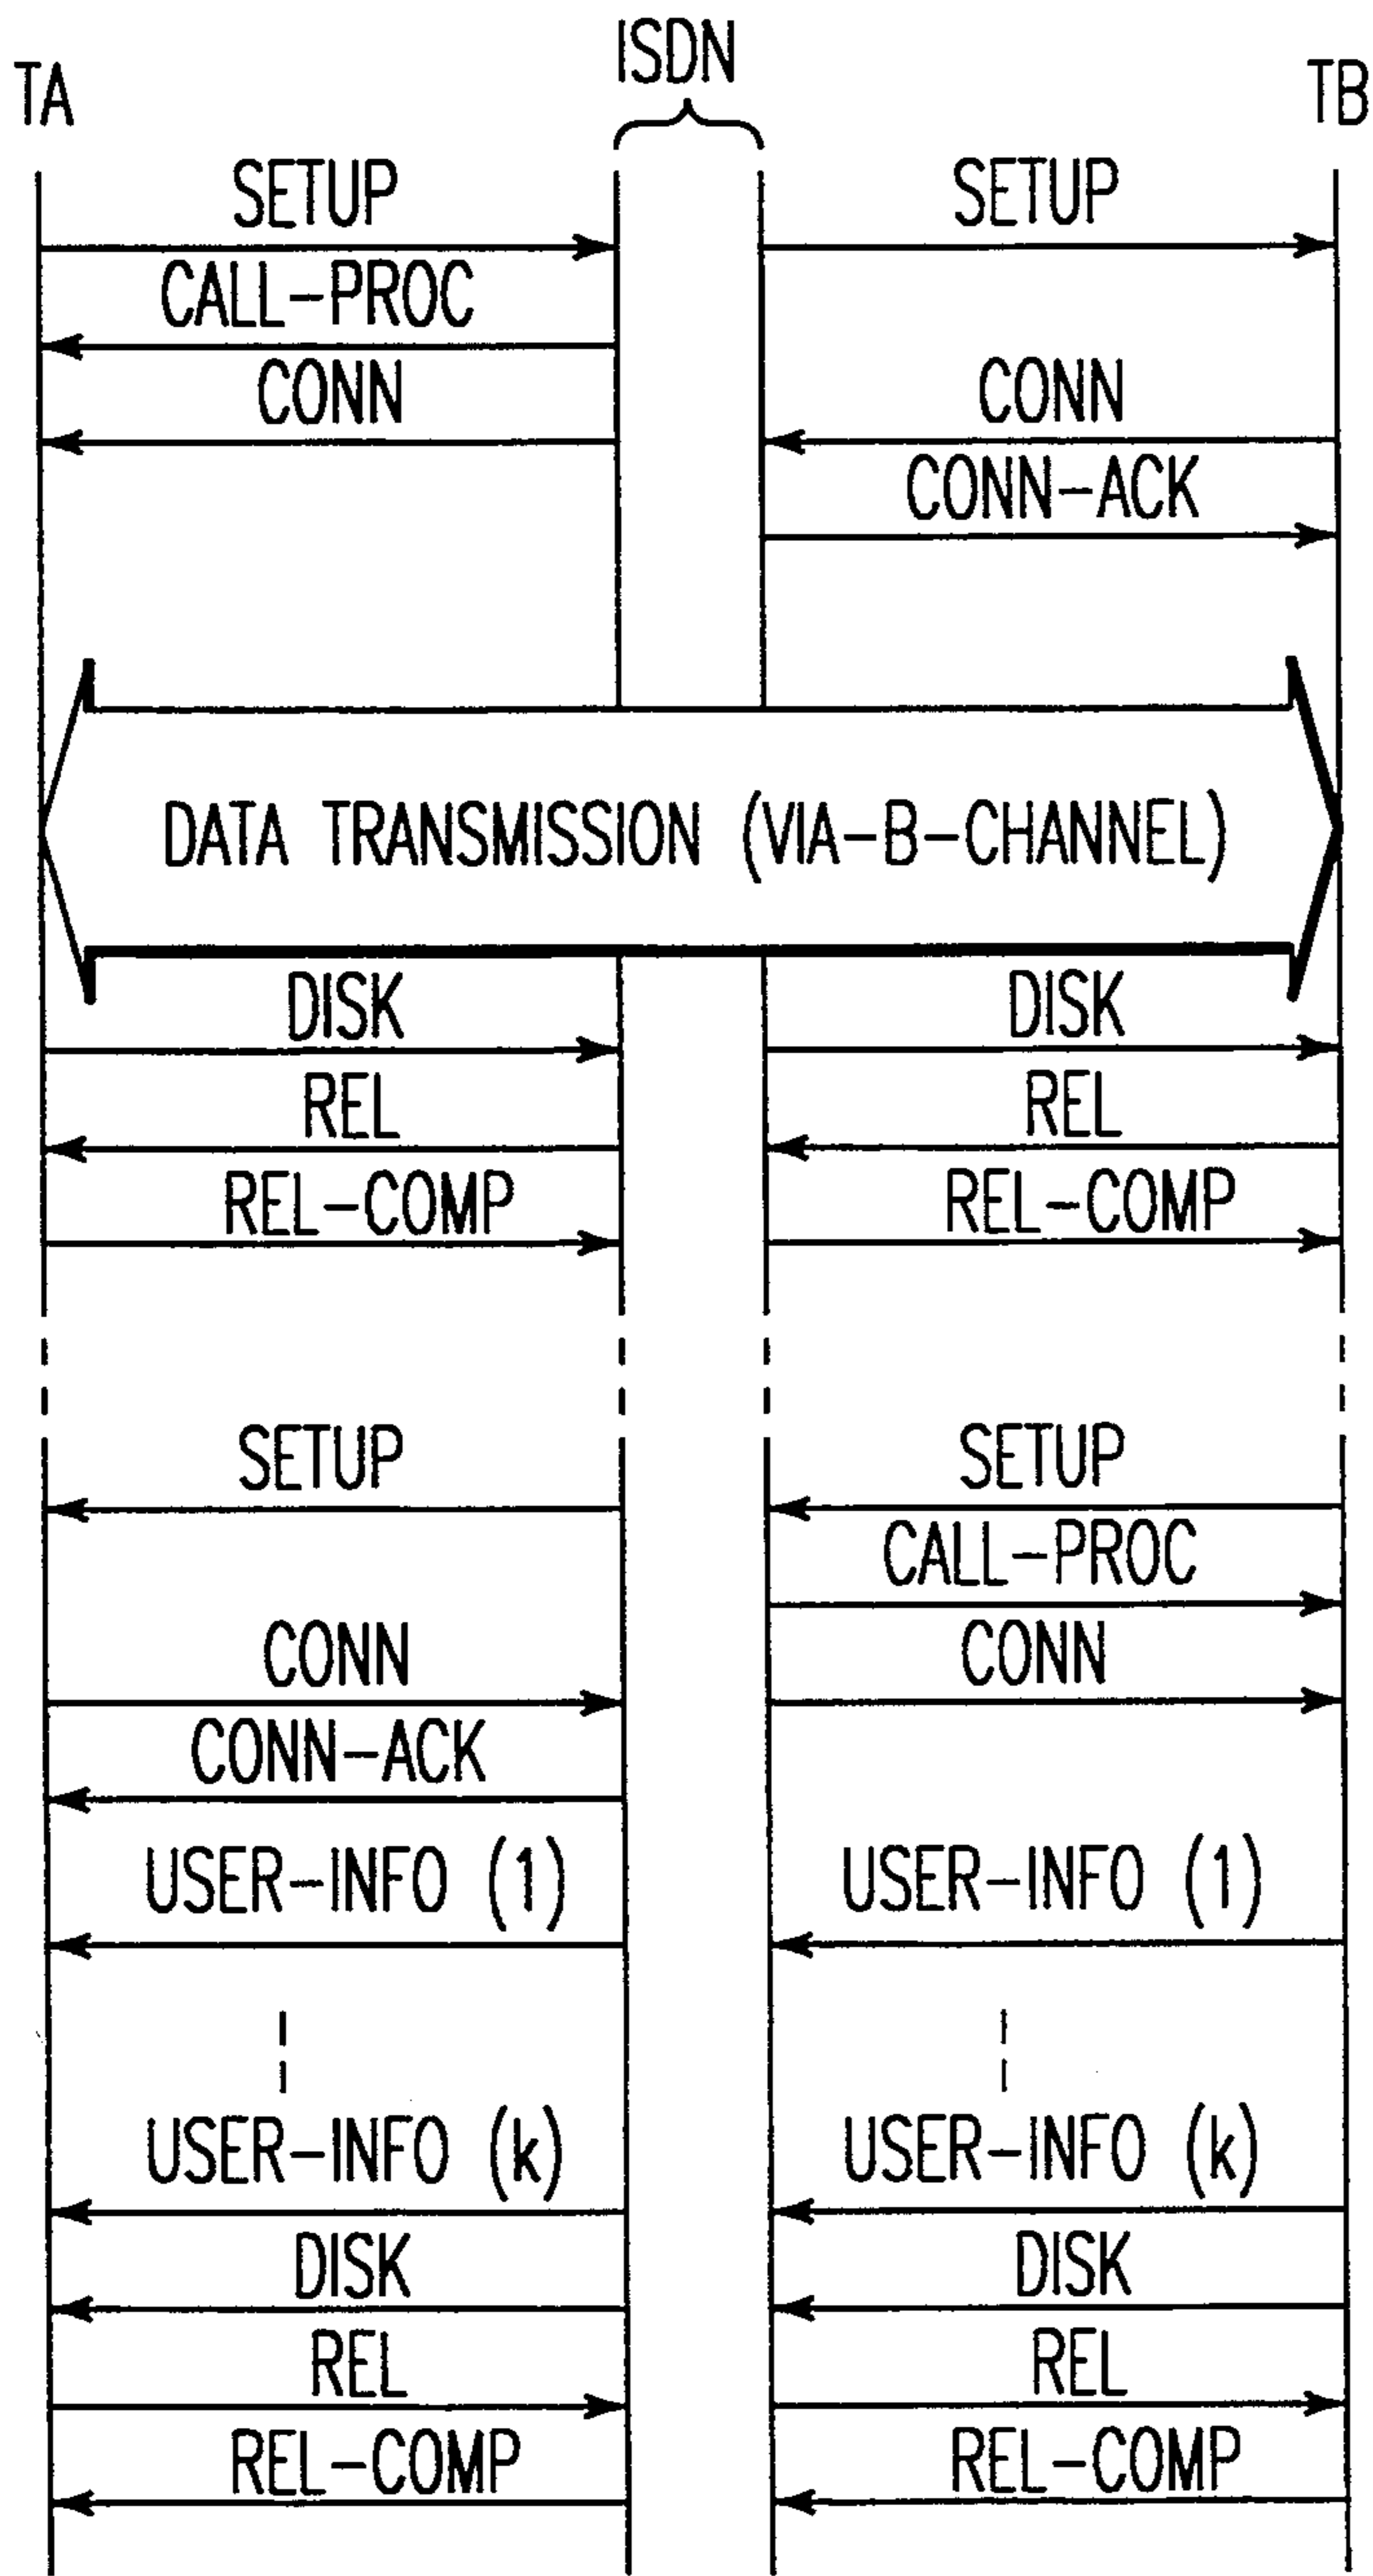 ISDN
TA TB
SETUP SETUP
CALL-PROC
CONN CONN
CONN-ACK
DATA TRANSMISSION (VIA-B-CHANNEL)
DISK DISK
REL REL
REL-COMP REL-COMP
SETUP SETUP
CALL-PROC
CONN CONN
CONN-ACK
USER-INFO (1) USER-INFO (1)
USER-INFO (k) USER-INFO (k)
DISK DISK
REL REL
REL-COMP REL-COMP